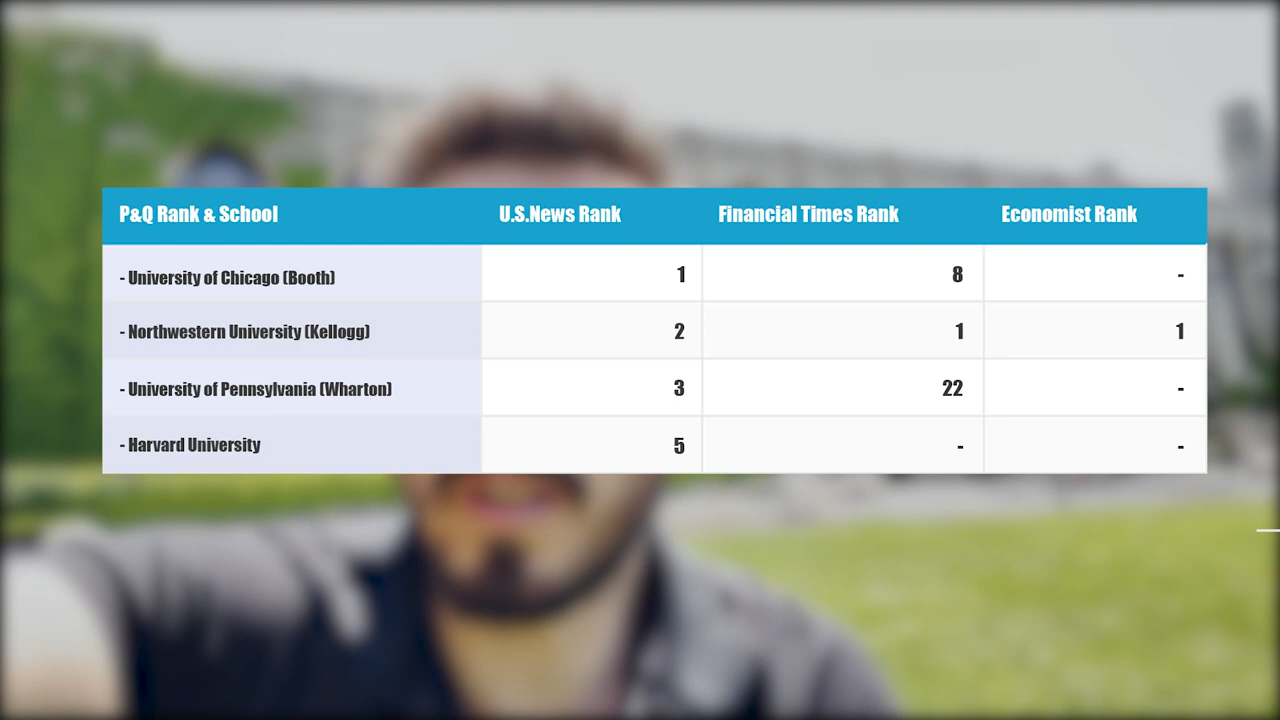 P&Q Rank & School U.S.News Rank Financial Times Rank Economist Rank
- University of Chicago (Booth) 1 8 -
- Northwestern University (Kellogg) 2 1 1
- University of Pennsylvania (Wharton) 3 22 -
- Harvard University 5 - -